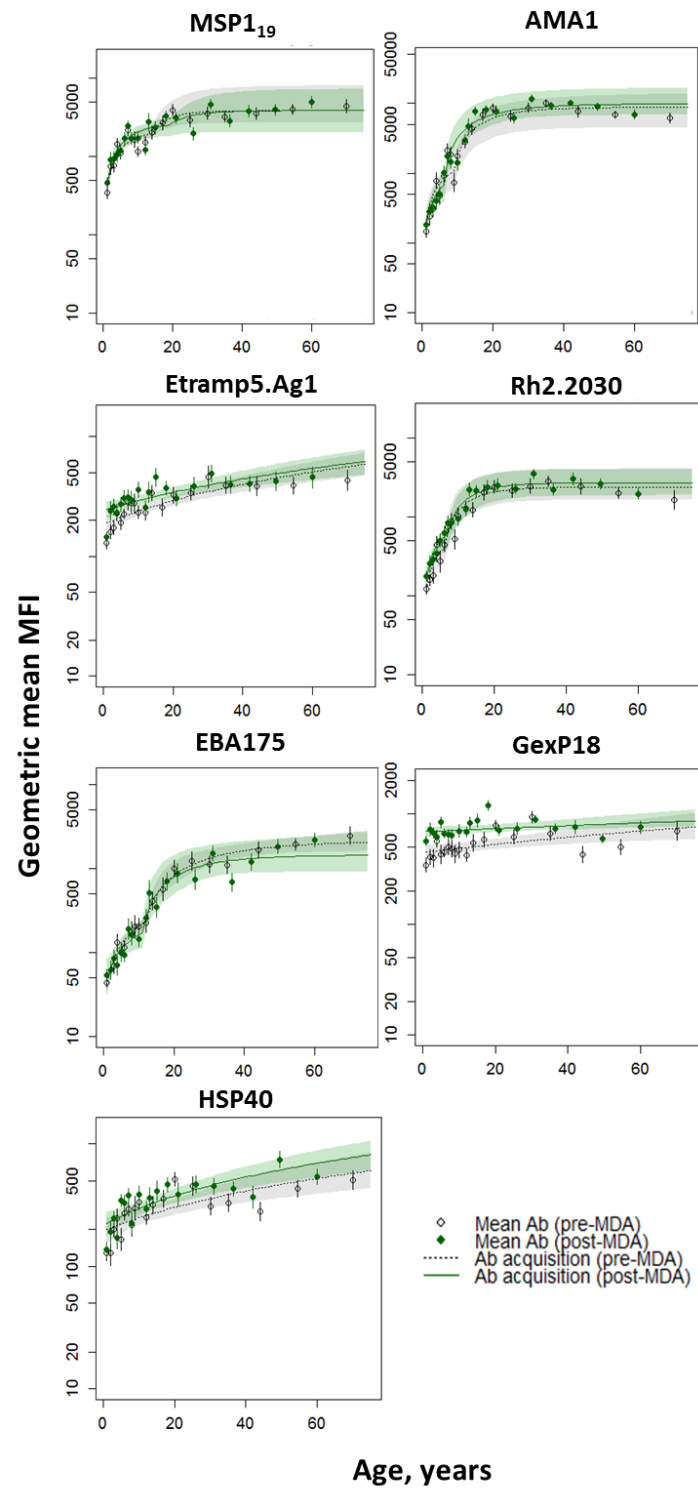 MSP1₁₉
5000
500
50
10
0 20 40 60
AMA1
50000
5000
500
50
10
0 20 40 60
Etramp5.Ag1
500
200
50
20
10
0 20 40 60
Rh2.2030
5000
500
50
10
0 20 40 60
EBA175
5000
500
50
10
0 20 40 60
GexP18
2000
500
200
50
20
10
0 20 40 60
HSP40
500
100
50
20
10
0 20 40 60
Mean Ab (pre-MDA)
Mean Ab (post-MDA)
Ab acquisition (pre-MDA)
Ab acquisition (post-MDA)
Geometric mean MFI
Age, years